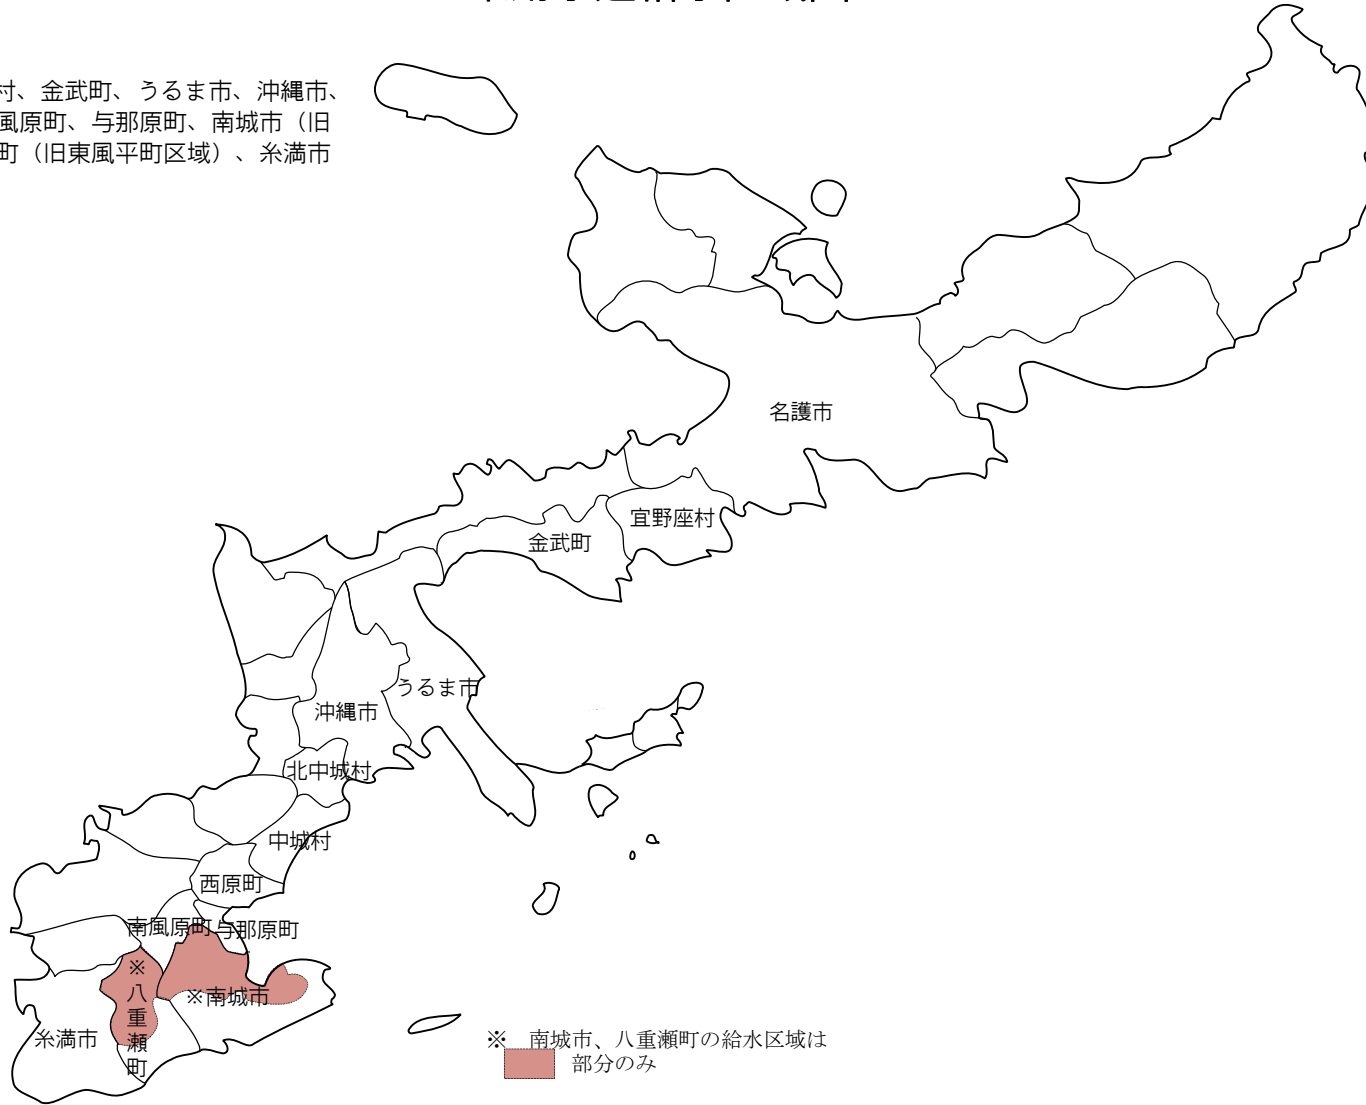 村、金武町、うるま市、沖縄市、
風原町、与那原町、南城市（旧
町（旧東風平町区域）、糸満市
名護市
宜野座村
金武町
うるま市
沖縄市
北中城村
中城村
西原町
南風原町
与那原町
※八重瀬町
※南城市
糸満市
※　南城市、八重瀬町の給水区域は
部分のみ